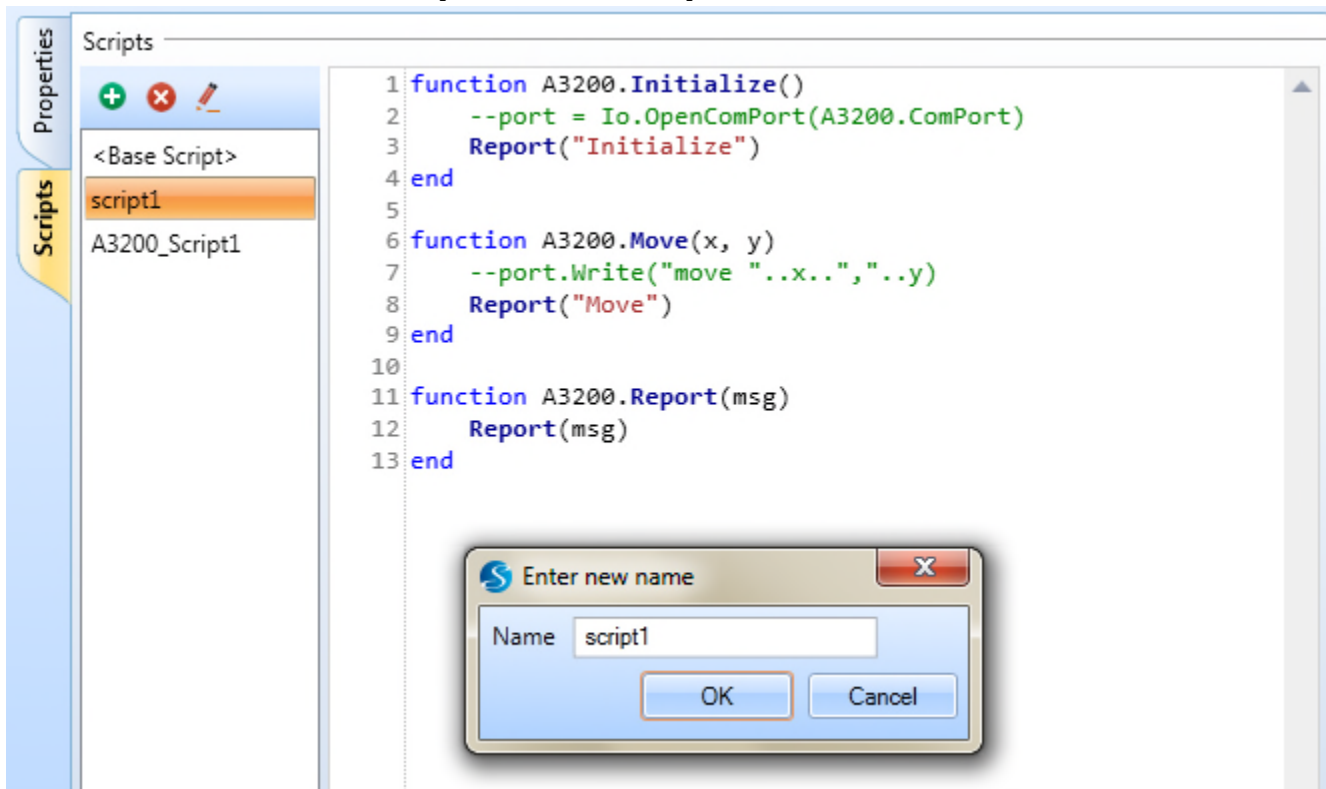 Properties
Scripts
Scripts
<Base Script>
script1
A3200_Script1
1 function A3200.Initialize()
2     --port = Io.OpenComPort(A3200.ComPort)
3     Report("Initialize")
4 end
5
6 function A3200.Move(x, y)
7     --port.Write("move "..x..","..y)
8     Report("Move")
9 end
10
11 function A3200.Report(msg)
12     Report(msg)
13 end
Enter new name
Name script1
OK Cancel